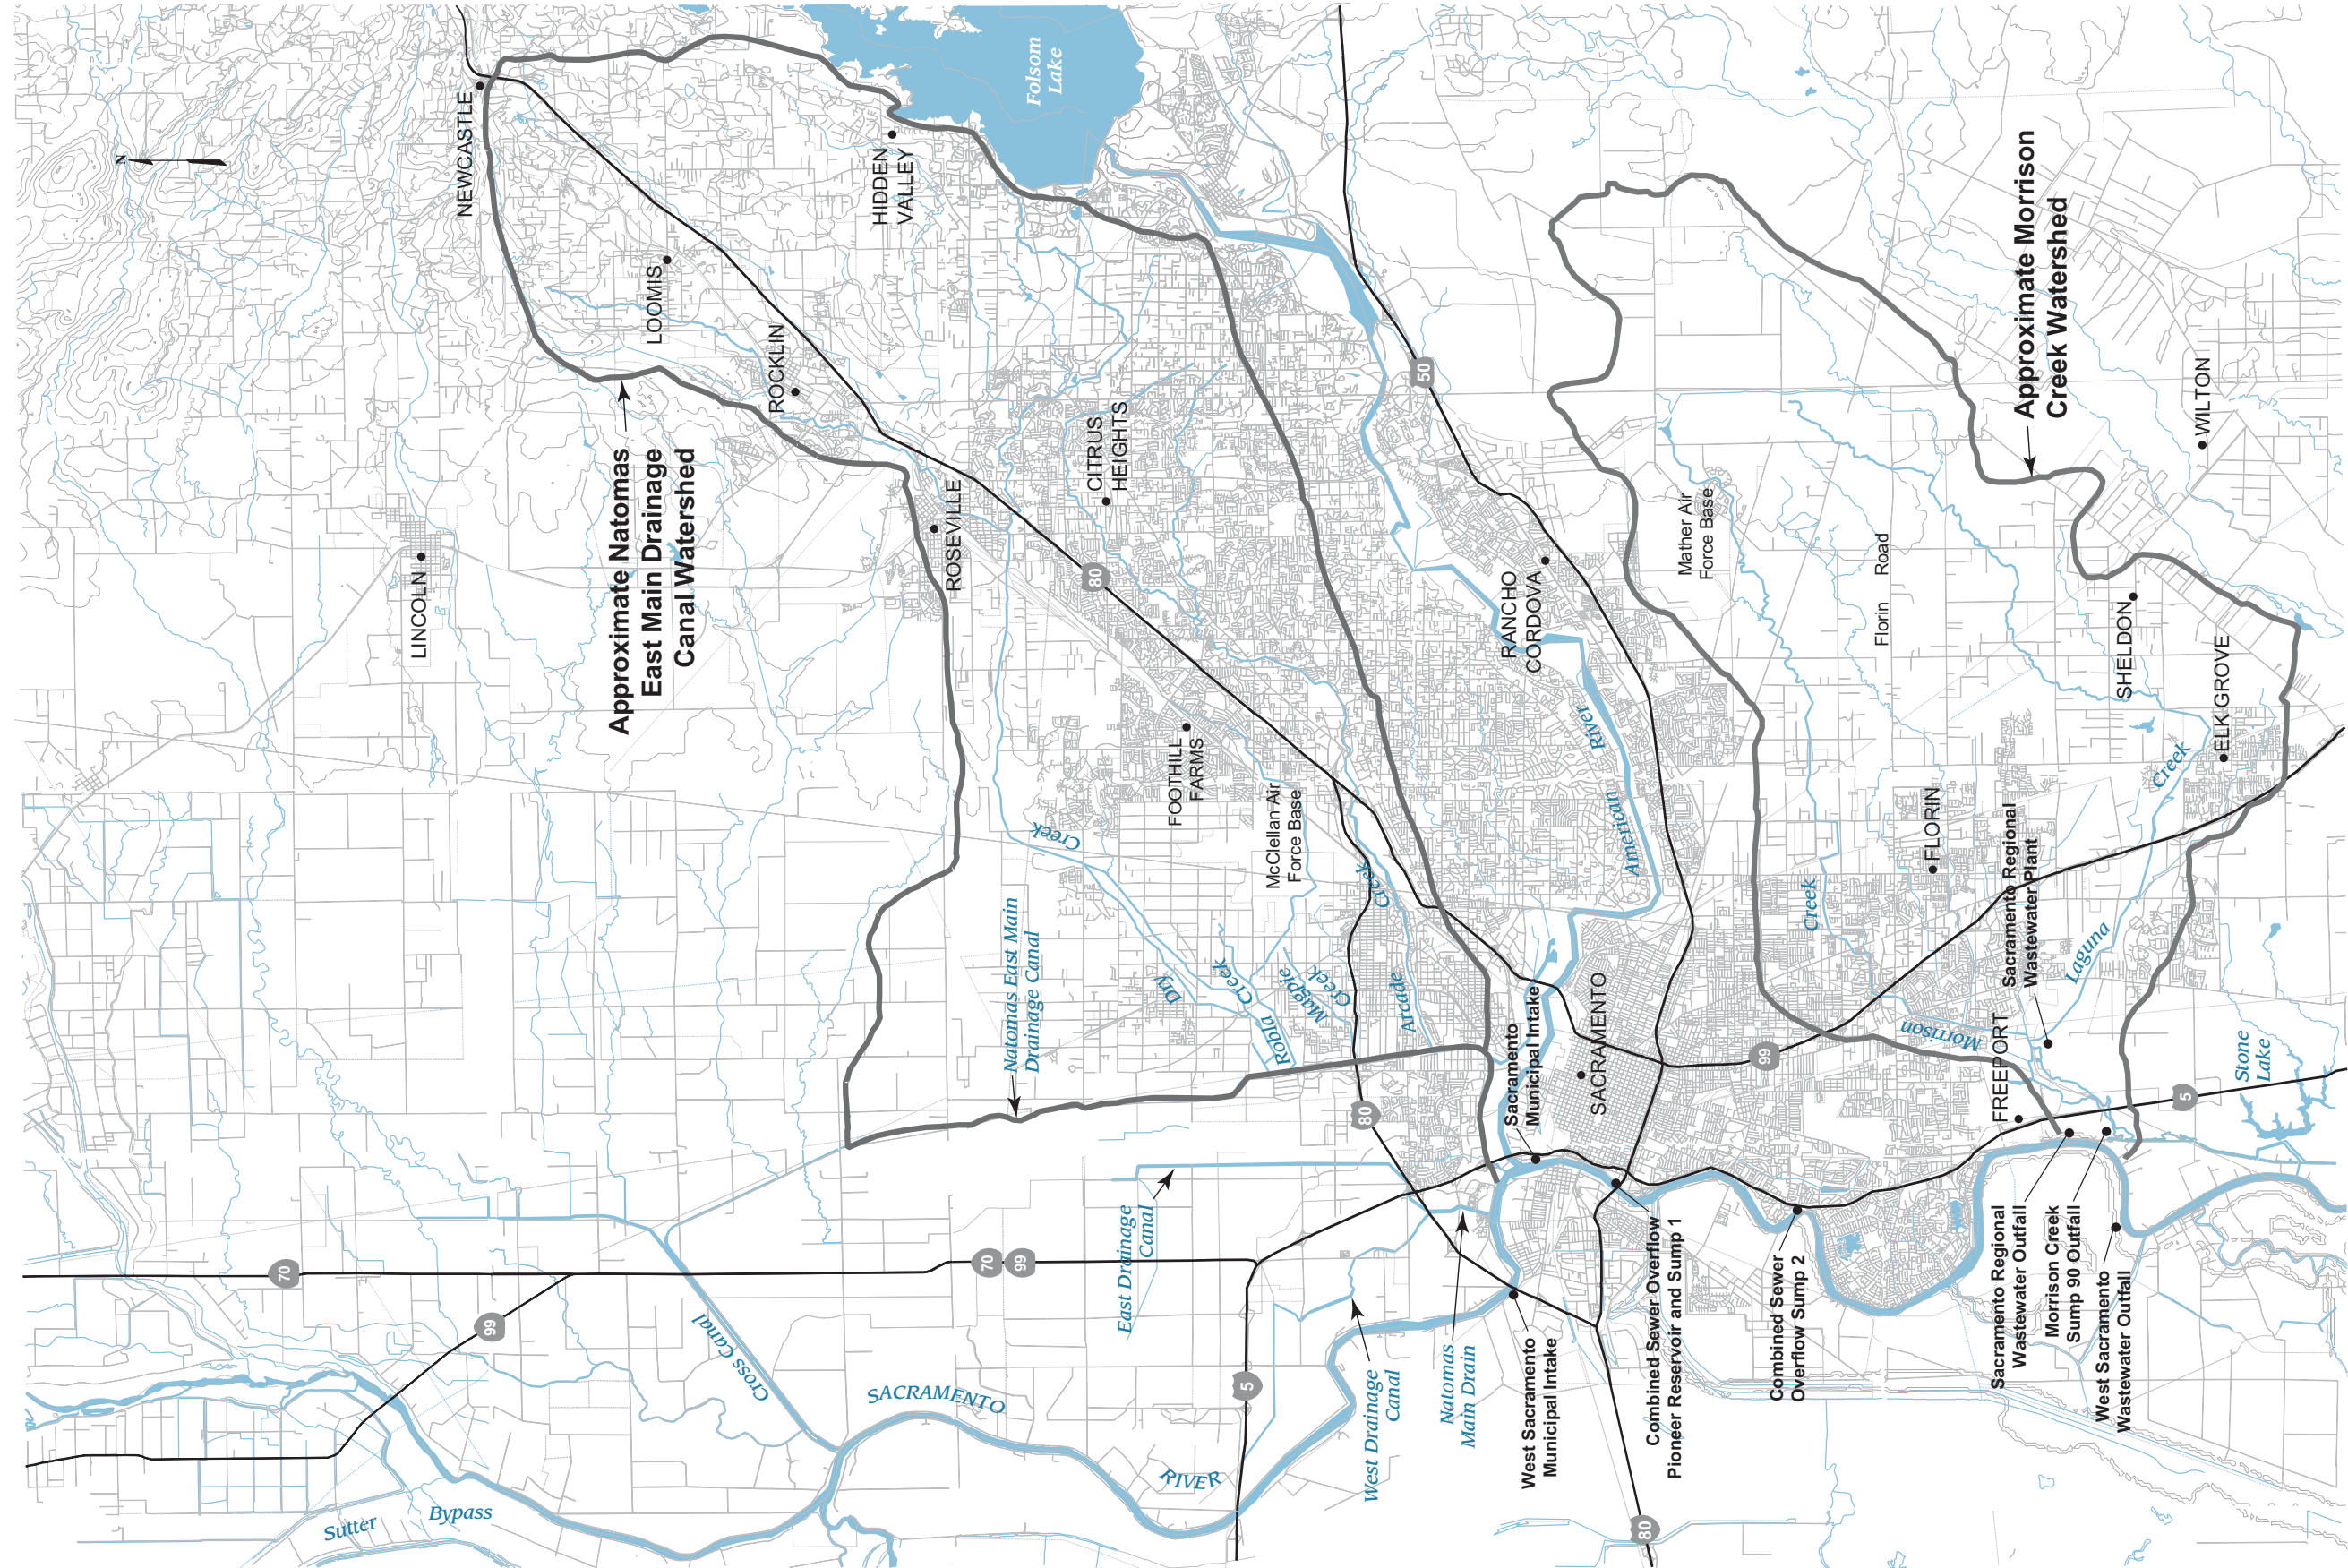 N
NEWCASTLE
Folsom
Lake
HIDDEN
VALLEY
LOOMIS
ROCKLIN
LINCOLN
Approximate Natomas
East Main Drainage
Canal Watershed
ROSEVILLE
CITRUS
HEIGHTS
80
50
RANCHO
CORDOVA
Mather Air
Force Base
Florin Road
Approximate Morrison
Creek Watershed
WILTON
SHELDON
ELK GROVE
FOOTHILL
FARMS
McClellan Air
Force Base
American River
FLORIN
Sacramento Regional
Wastewater Plant
Natomas East Main
Drainage Canal
Dry Creek
Robla Creek
Magpie
Creek
Arcade Creek
Morrison Creek
Laguna Creek
Stone
Lake
FREEPORT
SACRAMENTO
Sacramento
Municipal Intake
80
99
5
70
99
70
99
5
80
East Drainage
Canal
Cross Canal
SACRAMENTO RIVER
Sutter Bypass
West Drainage
Canal
Natomas
Main Drain
West Sacramento
Municipal Intake
Combined Sewer Overflow
Pioneer Reservoir and Sump 1
Combined Sewer
Overflow Sump 2
Sacramento Regional
Wastewater Outfall
Morrison Creek
Sump 90 Outfall
West Sacramento
Wastewater Outfall